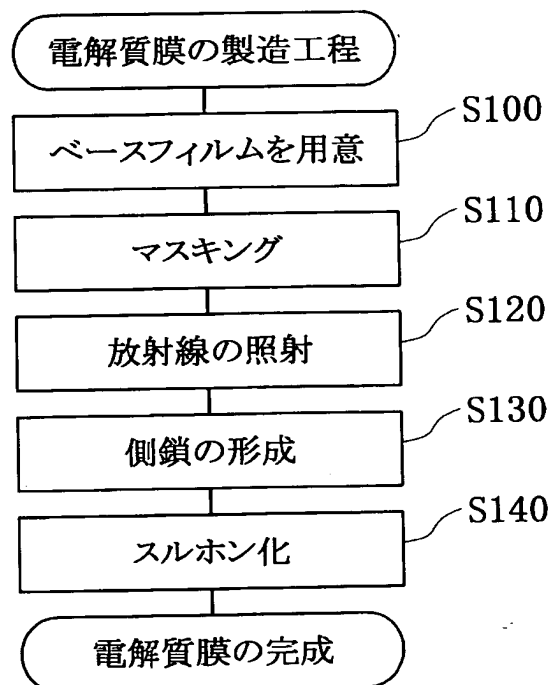 電解質膜の製造工程
ベースフィルムを用意
S100
マスキング
S110
放射線の照射
S120
側鎖の形成
S130
スルホン化
S140
電解質膜の完成